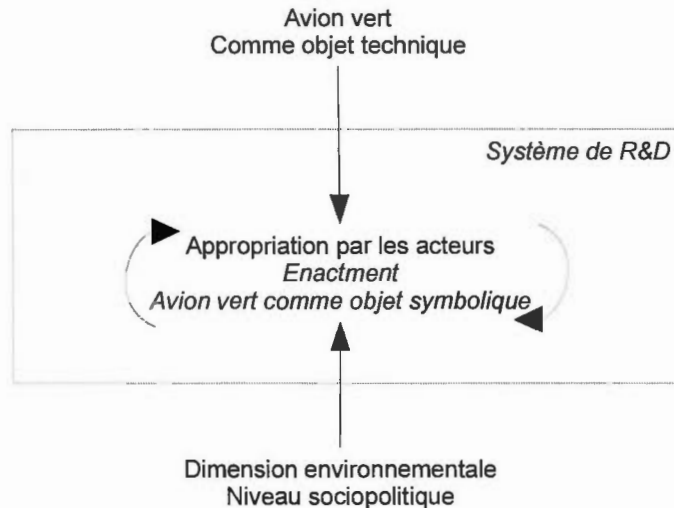 Avion vert
Comme objet technique
Système de R&D
Appropriation par les acteurs
Enactment
Avion vert comme objet symbolique
Dimension environnementale
Niveau sociopolitique